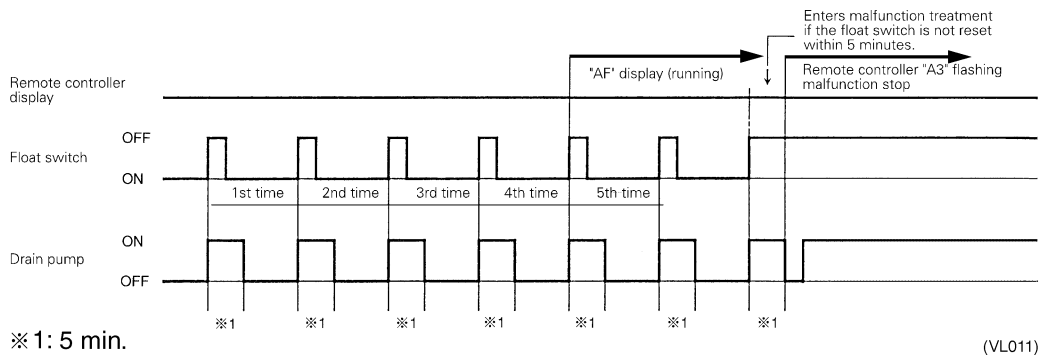 Enters malfunction treatment
if the float switch is not reset
within 5 minutes.
"AF" display (running)
Remote controller "A3" flashing
malfunction stop
Remote controller
display
OFF
Float switch
ON
1st time
2nd time
3rd time
4th time
5th time
ON
Drain pump
OFF
※1
※1
※1
※1
※1
※1
※1
※1: 5 min.
(VL011)